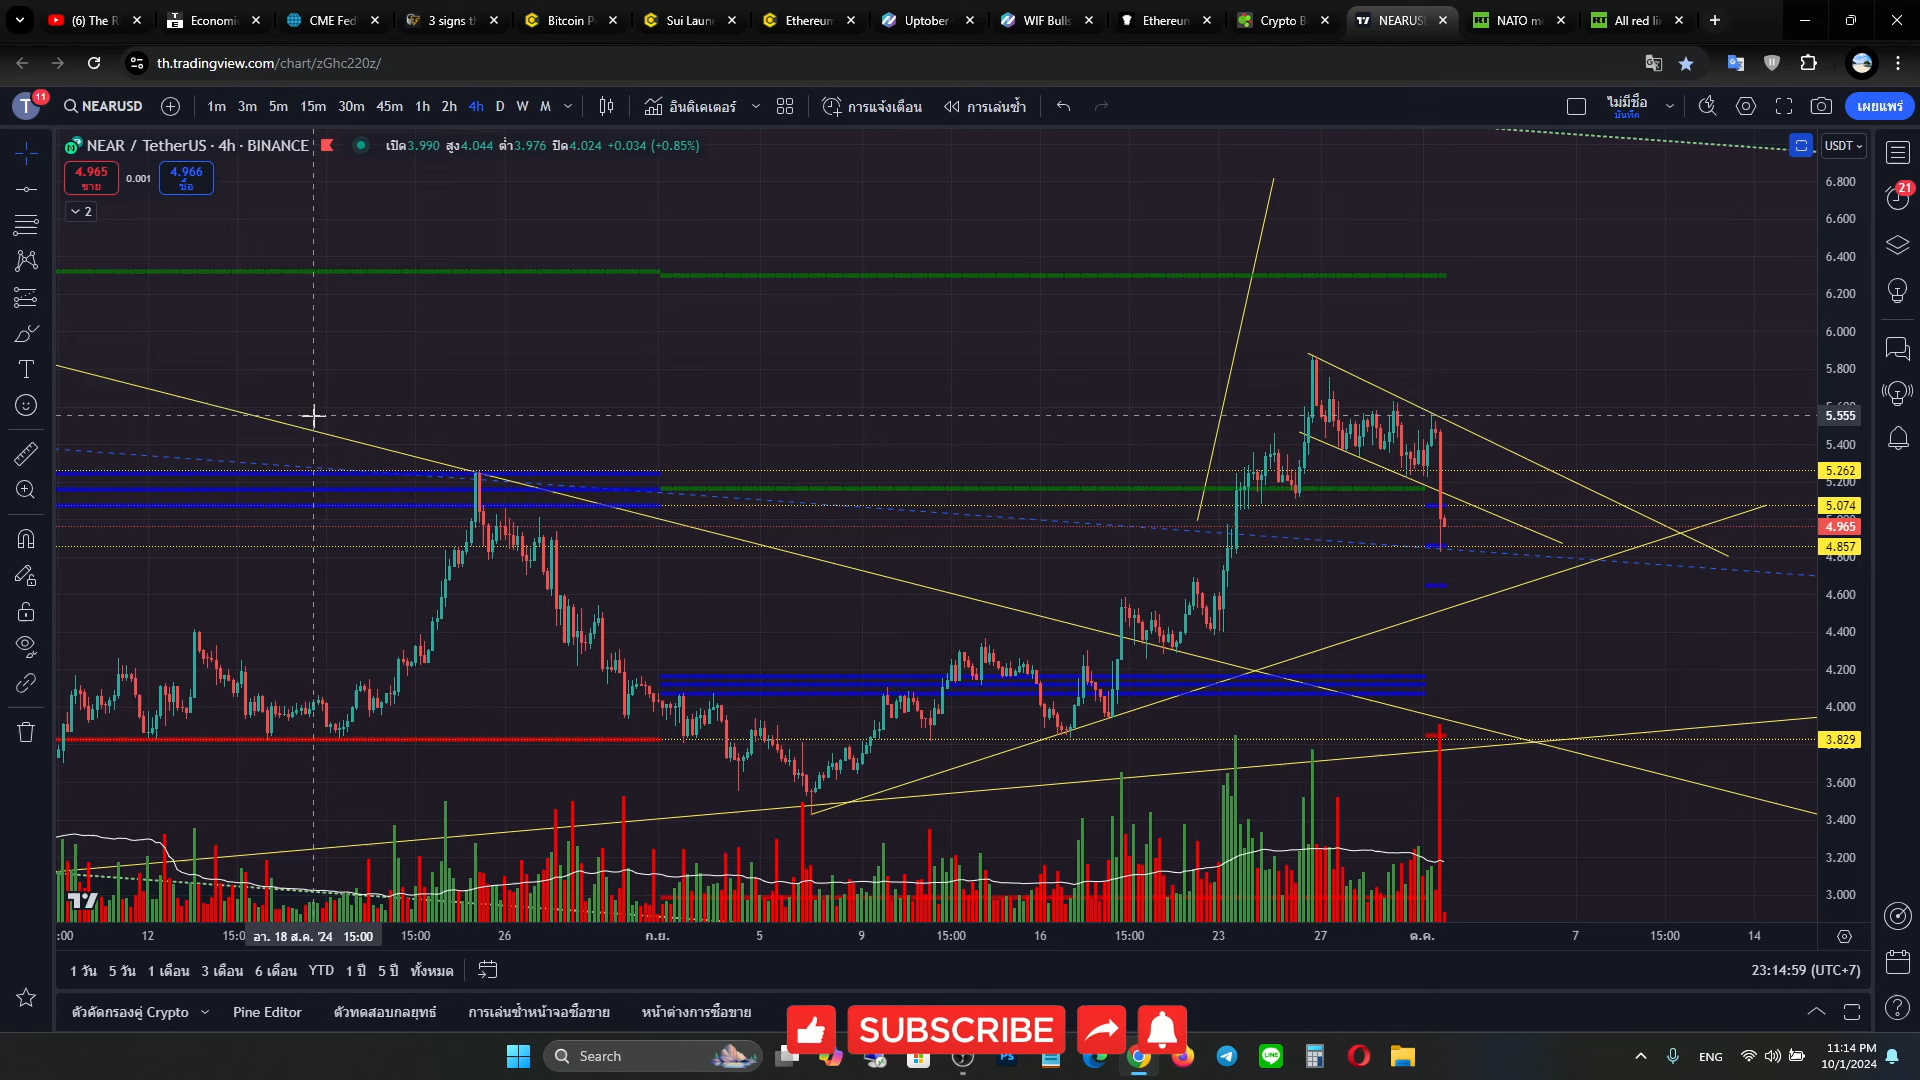 (6) The R
Economi
CME Fed
3 signs th
Bitcoin P
Sui Laun
Ethereum
Uptober
WIF Bulls
Ethereun
Crypto B
NEARUS
NATO m
All red li
th.tradingview.com/chart/zGhc220z/
T 11 NEARUSD 1m 3m 5m 15m 30m 45m 1h 2h 4h D W M อินดิเคเตอร์ การแจ้งเตือน การเล่นซ้ำ ไม่มีชื่อ เผยแพร่
บันทึก
NEAR / TetherUS · 4h · BINANCE เปิด3.990 สูง4.044 ต่ำ3.976 ปิด4.024 +0.034 (+0.85%) USDT
4.965 0.001 4.966
ขาย ซื้อ
2
21
6.800
6.600
6.400
6.200
6.000
5.800
5.555
5.400
5.262
5.200
5.074
4.965
4.857
4.800
4.600
4.400
4.200
4.000
3.829
3.600
3.400
3.200
3.000
:00 12 15:0 อา. 18 ส.ค. '24 15:00 15:00 26 ก.ย. 5 9 15:00 16 15:00 23 27 ต.ค. 7 15:00 14
1 วัน 5 วัน 1 เดือน 3 เดือน 6 เดือน YTD 1 ปี 5 ปี ทั้งหมด 23:14:59 (UTC+7)
ตัวคัดกรองคู่ Crypto Pine Editor ตัวทดสอบกลยุทธ์ การเล่นซ้ำหน้าจอซื้อขาย หน้าต่างการซื้อขาย
SUBSCRIBE
Search
ENG
11:14 PM
10/1/2024